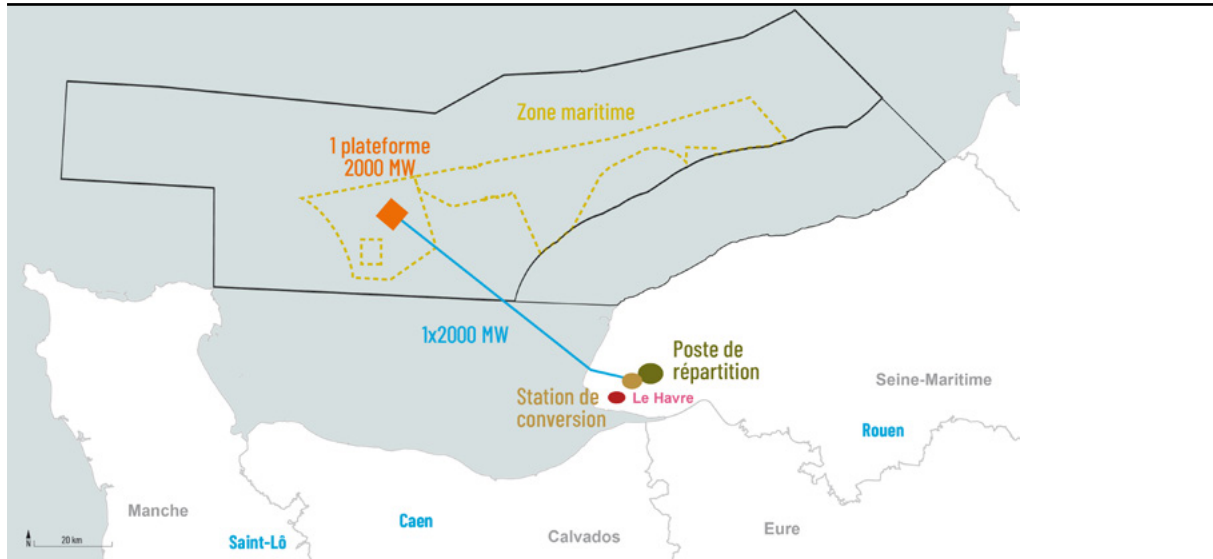 Zone maritime
1 plateforme
2000 MW
1x2000 MW
Poste de
répartition
Station de
conversion
Le Havre
Seine-Maritime
Rouen
Manche
Saint-Lô
Caen
Calvados
Eure
N
20 km